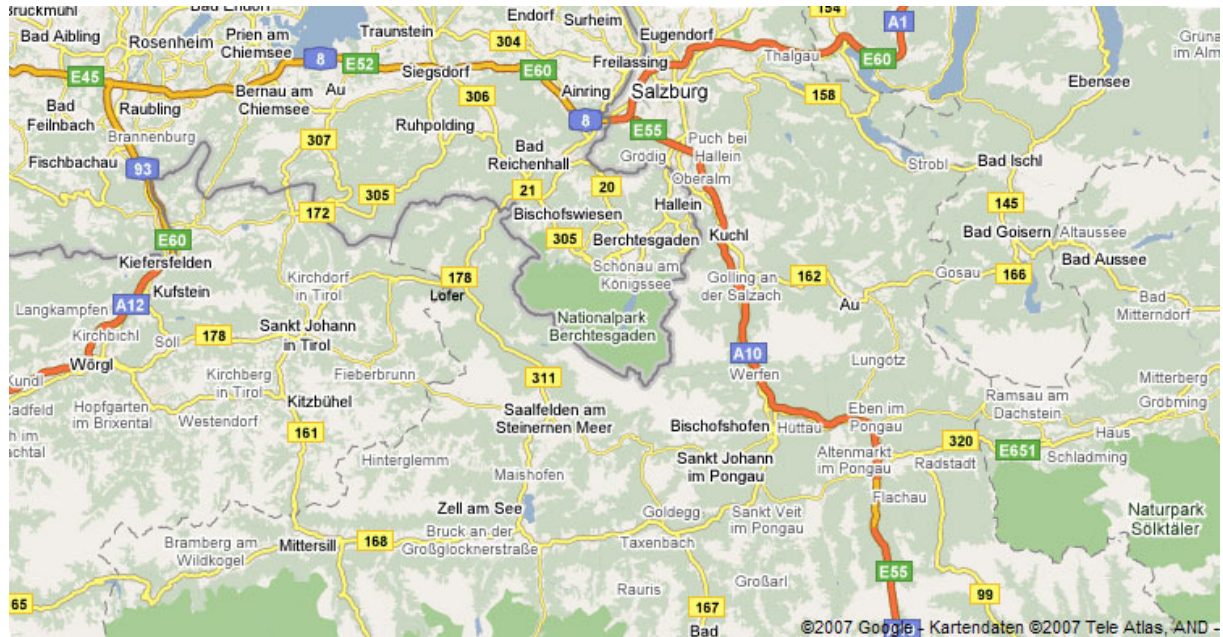 Bad Endorf
Endorf
Surheim
154
A1
Bad Aibling
Rosenheim
Prien am
Chiemsee
Traunstein
304
Eugendorf
8
E52
Siegsdorf
E60
Freilassing
Thalgau
E60
E45
Raubling
Bernau am
Chiemsee
Au
306
Ainring
Salzburg
158
Ebensee
Bad
Feilnbach
Brannenburg
307
Ruhpolding
8
E55
Puch bei
Hallein
Fischbachau
93
Bad
Reichenhall
Grödig
Oberalm
Strobl
Bad Ischl
305
21
20
Hallein
145
172
Bischofswiesen
E60
305
Berchtesgaden
Kuchl
Bad Goisern
Altaussee
Kiefersfelden
Kirchdorf
in Tirol
178
Schönau am
Königssee
Golling an
der Salzach
162
Gosau
166
Bad Aussee
A12
Kufstein
Lofer
Au
Bad
Mitterndorf
Langkampfen
Kirchbichl
Söll
178
Sankt Johann
in Tirol
Nationalpark
Berchtesgaden
Wörgl
A10
Lungötz
Kirchberg
in Tirol
Fieberbrunn
311
Werfen
Mitterberg
Gröbming
Hopfgarten
im Brixental
Westendorf
Kitzbühel
Saalfelden am
Steinernen Meer
Bischofshofen
Hüttau
Eben im
Pongau
Ramsau am
Dachstein
161
320
E651
Haus
Schladming
Hinterglemm
Maishofen
Sankt Johann
im Pongau
Altenmarkt
im Pongau
Radstadt
Flachau
Zell am See
Goldegg
Sankt Veit
im Pongau
Naturpark
Sölktäler
Bramberg am
Wildkogel
Mittersill
168
Bruck an der
Großglocknerstraße
Taxenbach
Rauris
Großarl
E55
65
167
99
Bad
©2007 Google - Kartendaten ©2007 Tele Atlas, AND -